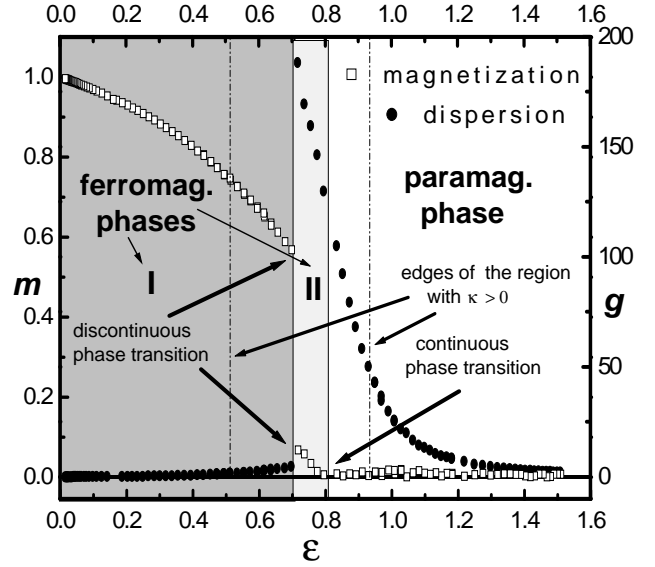 0.0 0.2 0.4 0.6 0.8 1.0 1.2 1.4 1.6
1.0
0.8
0.6
0.4
0.2
0.0
m
200
150
100
50
0
g
magnetization
dispersion
ferromag.
phases
I
II
paramag.
phase
edges of the region
with κ > 0
discontinuous
phase transition
continuous
phase transition
0.0 0.2 0.4 0.6 0.8 1.0 1.2 1.4 1.6
ε